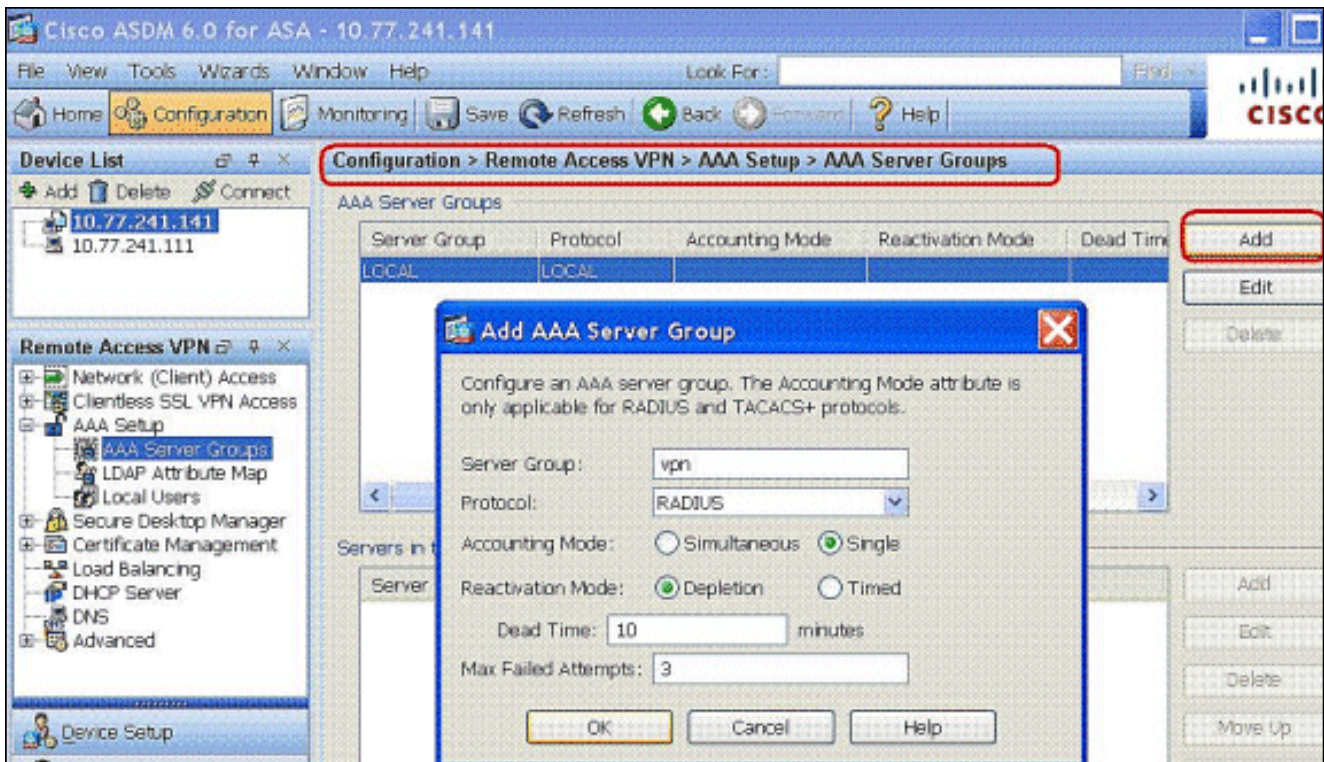 Cisco ASDM 6.0 for ASA - 10.77.241.141
File View Tools Wizards Window Help Look For: Find
Home Configuration Monitoring Save Refresh Back Forward Help
CISCO
Device List
Add Delete Connect
10.77.241.141
10.77.241.111
Configuration > Remote Access VPN > AAA Setup > AAA Server Groups
AAA Server Groups
Server Group Protocol Accounting Mode Reactivation Mode Dead Tim
LOCAL LOCAL
Add
Edit
Delete
Remote Access VPN
Network (Client) Access
Clientless SSL VPN Access
AAA Setup
AAA Server Groups
LDAP Attribute Map
Local Users
Secure Desktop Manager
Certificate Management
Load Balancing
DHCP Server
DNS
Advanced
Device Setup
Add AAA Server Group
Configure an AAA server group. The Accounting Mode attribute is
only applicable for RADIUS and TACACS+ protocols.
Server Group: vpn
Protocol: RADIUS
Accounting Mode: Simultaneous Single
Reactivation Mode: Depletion Timed
Dead Time: 10 minutes
Max Failed Attempts: 3
OK Cancel Help
Servers in t
Server
Add
Edit
Delete
Move Up